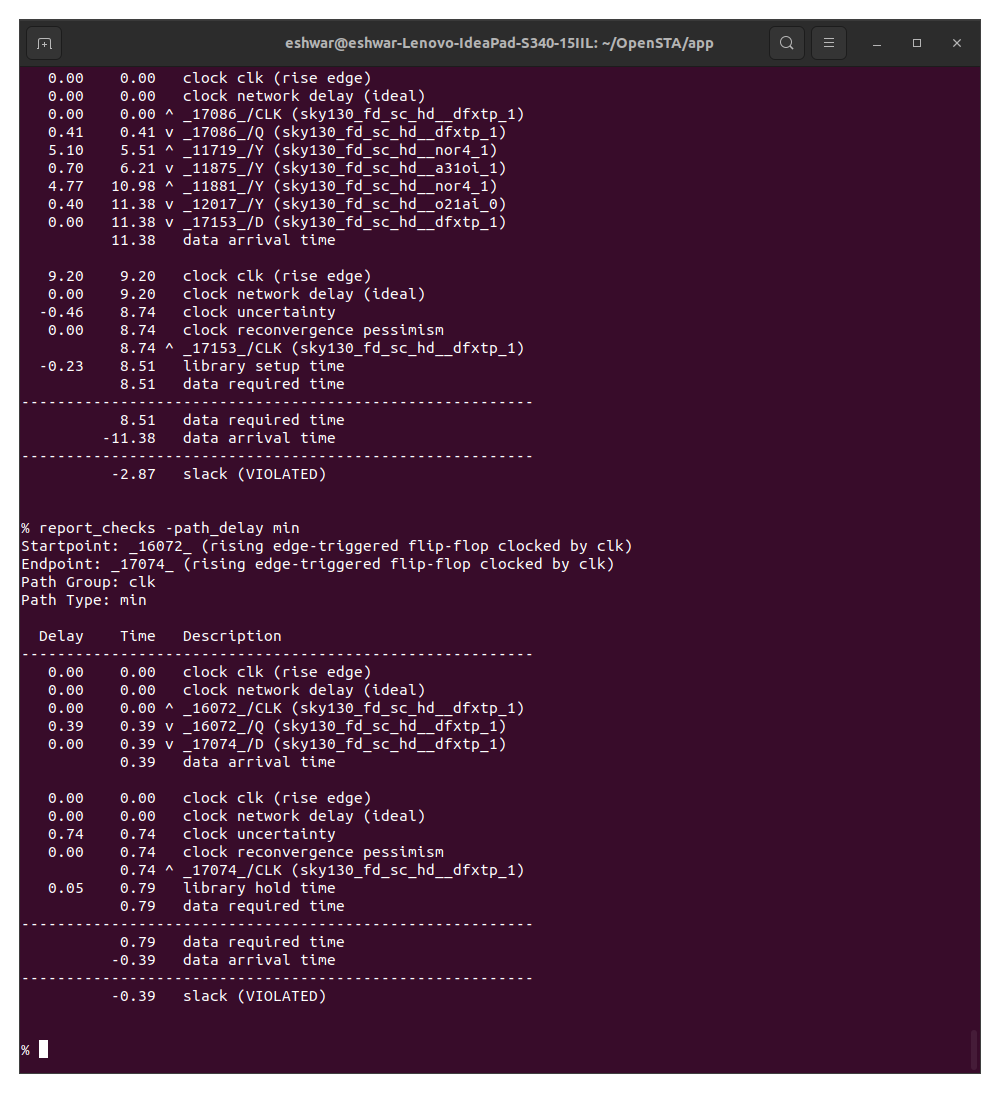 eshwar@eshwar-Lenovo-IdeaPad-S340-15IIL: ~/OpenSTA/app
   0.00    0.00   clock clk (rise edge)
   0.00    0.00   clock network delay (ideal)
   0.00    0.00 ^ _17086_/CLK (sky130_fd_sc_hd__dfxtp_1)
   0.41    0.41 v _17086_/Q (sky130_fd_sc_hd__dfxtp_1)
   5.10    5.51 ^ _11719_/Y (sky130_fd_sc_hd__nor4_1)
   0.70    6.21 v _11875_/Y (sky130_fd_sc_hd__a31oi_1)
   4.77   10.98 ^ _11881_/Y (sky130_fd_sc_hd__nor4_1)
   0.40   11.38 v _12017_/Y (sky130_fd_sc_hd__o21ai_0)
   0.00   11.38 v _17153_/D (sky130_fd_sc_hd__dfxtp_1)
          11.38   data arrival time

   9.20    9.20   clock clk (rise edge)
   0.00    9.20   clock network delay (ideal)
  -0.46    8.74   clock uncertainty
   0.00    8.74   clock reconvergence pessimism
           8.74 ^ _17153_/CLK (sky130_fd_sc_hd__dfxtp_1)
  -0.23    8.51   library setup time
           8.51   data required time
---------------------------------------------------------
           8.51   data required time
         -11.38   data arrival time
---------------------------------------------------------
          -2.87   slack (VIOLATED)

% report_checks -path_delay min
Startpoint: _16072_ (rising edge-triggered flip-flop clocked by clk)
Endpoint: _17074_ (rising edge-triggered flip-flop clocked by clk)
Path Group: clk
Path Type: min

  Delay    Time   Description
---------------------------------------------------------
   0.00    0.00   clock clk (rise edge)
   0.00    0.00   clock network delay (ideal)
   0.00    0.00 ^ _16072_/CLK (sky130_fd_sc_hd__dfxtp_1)
   0.39    0.39 v _16072_/Q (sky130_fd_sc_hd__dfxtp_1)
   0.00    0.39 v _17074_/D (sky130_fd_sc_hd__dfxtp_1)
           0.39   data arrival time

   0.00    0.00   clock clk (rise edge)
   0.00    0.00   clock network delay (ideal)
   0.74    0.74   clock uncertainty
   0.00    0.74   clock reconvergence pessimism
           0.74 ^ _17074_/CLK (sky130_fd_sc_hd__dfxtp_1)
   0.05    0.79   library hold time
           0.79   data required time
---------------------------------------------------------
           0.79   data required time
          -0.39   data arrival time
---------------------------------------------------------
          -0.39   slack (VIOLATED)

%